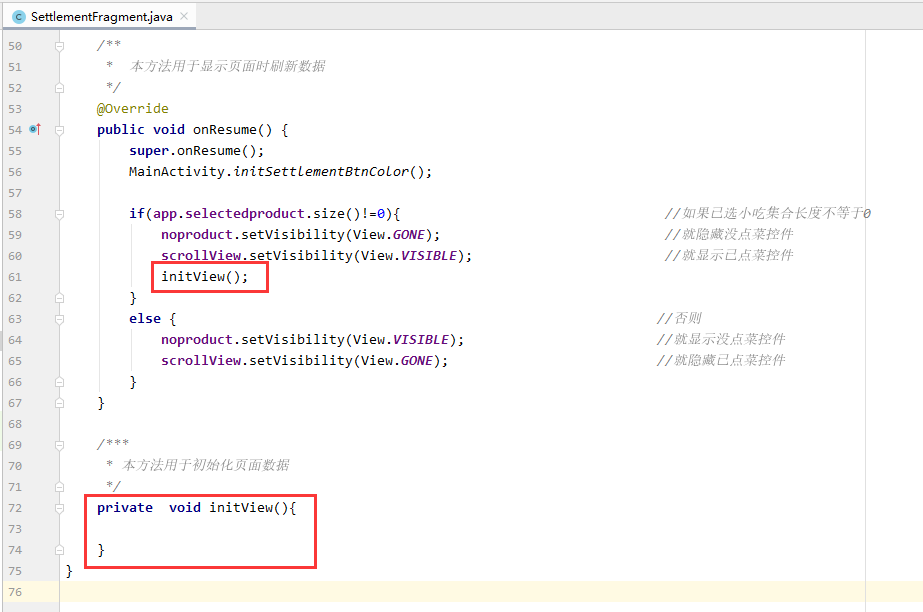 SettlementFragment.java
50 /**
51 * 本方法用于显示页面时刷新数据
52 */
53 @Override
54 public void onResume() {
55 super.onResume();
56 MainActivity.initSettlementBtnColor();
57
58 if(app.selectedproduct.size()!=0){ //如果已选小吃集合长度不等于0
59 noproduct.setVisibility(View.GONE); //就隐藏没点菜控件
60 scrollView.setVisibility(View.VISIBLE); //就显示已点菜控件
61 initView();
62 }
63 else { //否则
64 noproduct.setVisibility(View.VISIBLE); //就显示没点菜控件
65 scrollView.setVisibility(View.GONE); //就隐藏已点菜控件
66 }
67 }
68
69 /***
70 * 本方法用于初始化页面数据
71 */
72 private void initView(){
73
74 }
75 }
76